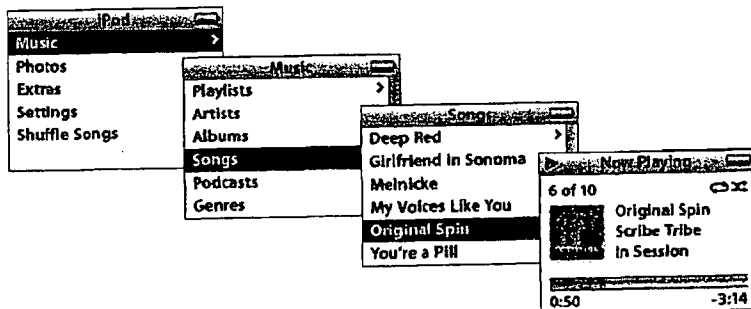 iPod
Music
Photos
Extras
Settings
Shuffle Songs
Music
Playlists
Artists
Albums
Songs
Podcasts
Genres
Songs
Deep Red
Girlfriend in Sonoma
Melnicke
My Voices Like You
Original Spin
You're a Pill
Now Playing
6 of 10
Original Spin
Scribe Tribe
In Session
0:50
-3:14